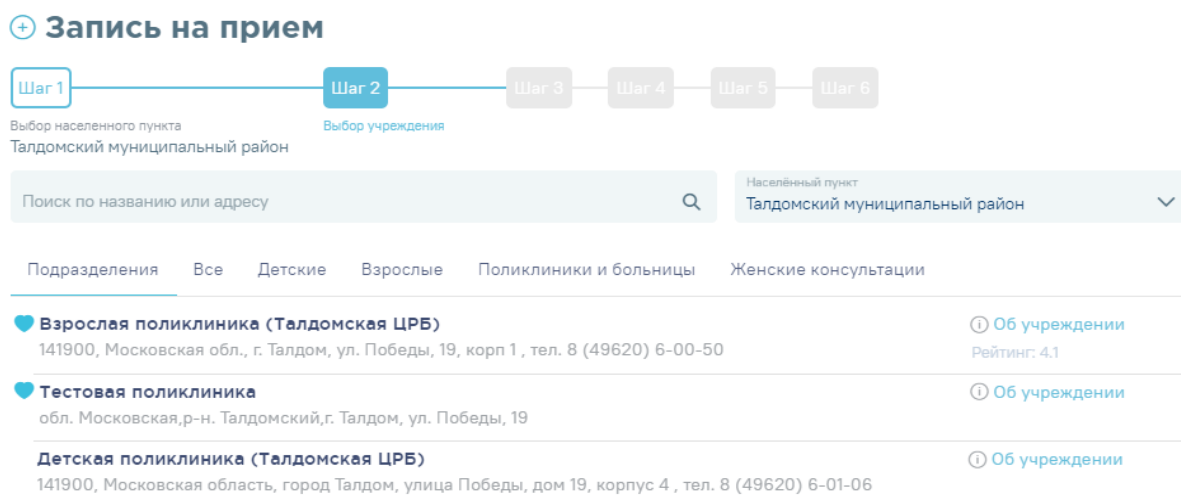 Запись на прием
Шаг 1 Шаг 2 Шаг 3 Шаг 4 Шаг 5 Шаг 6
Выбор населенного пункта Выбор учреждения
Талдомский муниципальный район
Поиск по названию или адресу
Населённый пункт
Талдомский муниципальный район
Подразделения Все Детские Взрослые Поликлиники и больницы Женские консультации
Взрослая поликлиника (Талдомская ЦРБ) Об учреждении
141900, Московская обл., г. Талдом, ул. Победы, 19, корп 1 , тел. 8 (49620) 6-00-50 Рейтинг: 4.1
Тестовая поликлиника Об учреждении
обл. Московская,р-н. Талдомский,г. Талдом, ул. Победы, 19
Детская поликлиника (Талдомская ЦРБ) Об учреждении
141900, Московская область, город Талдом, улица Победы, дом 19, корпус 4 , тел. 8 (49620) 6-01-06